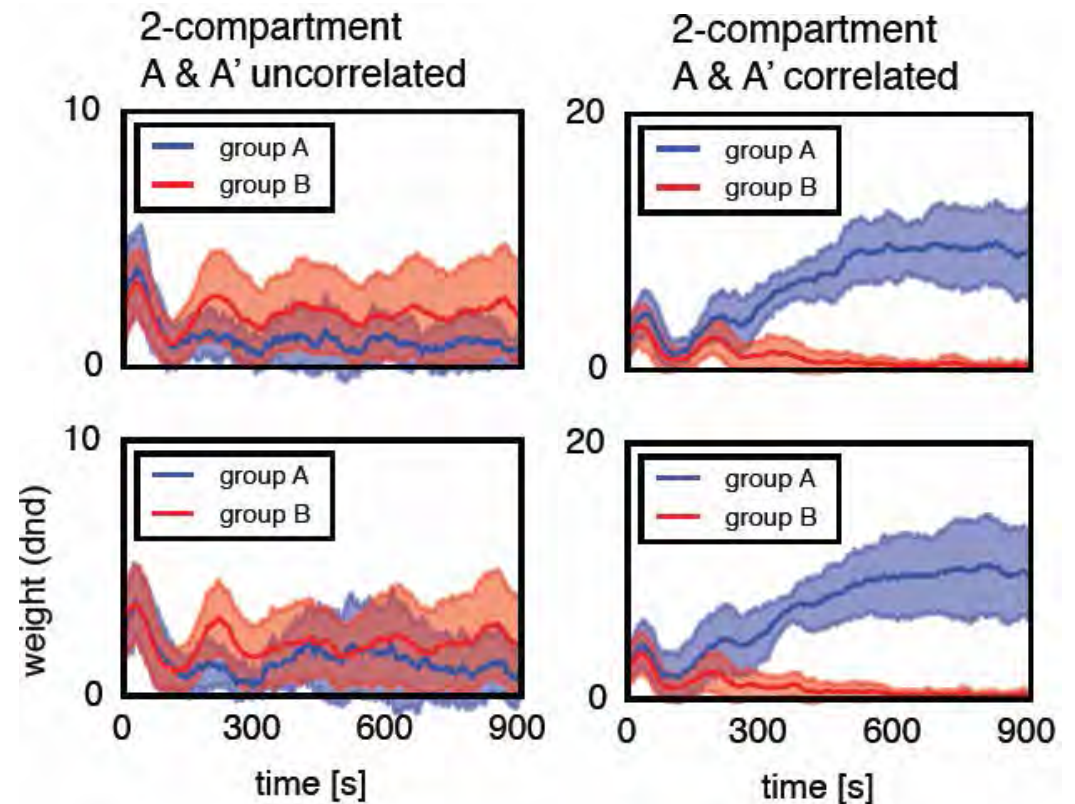 2-compartment
A & A’ uncorrelated
2-compartment
A & A’ correlated
10
group A
group B
0
20
group A
group B
0
weight (dnd)
10
group A
group B
0
0
300
600
900
time [s]
20
group A
group B
0
0
300
600
900
time [s]